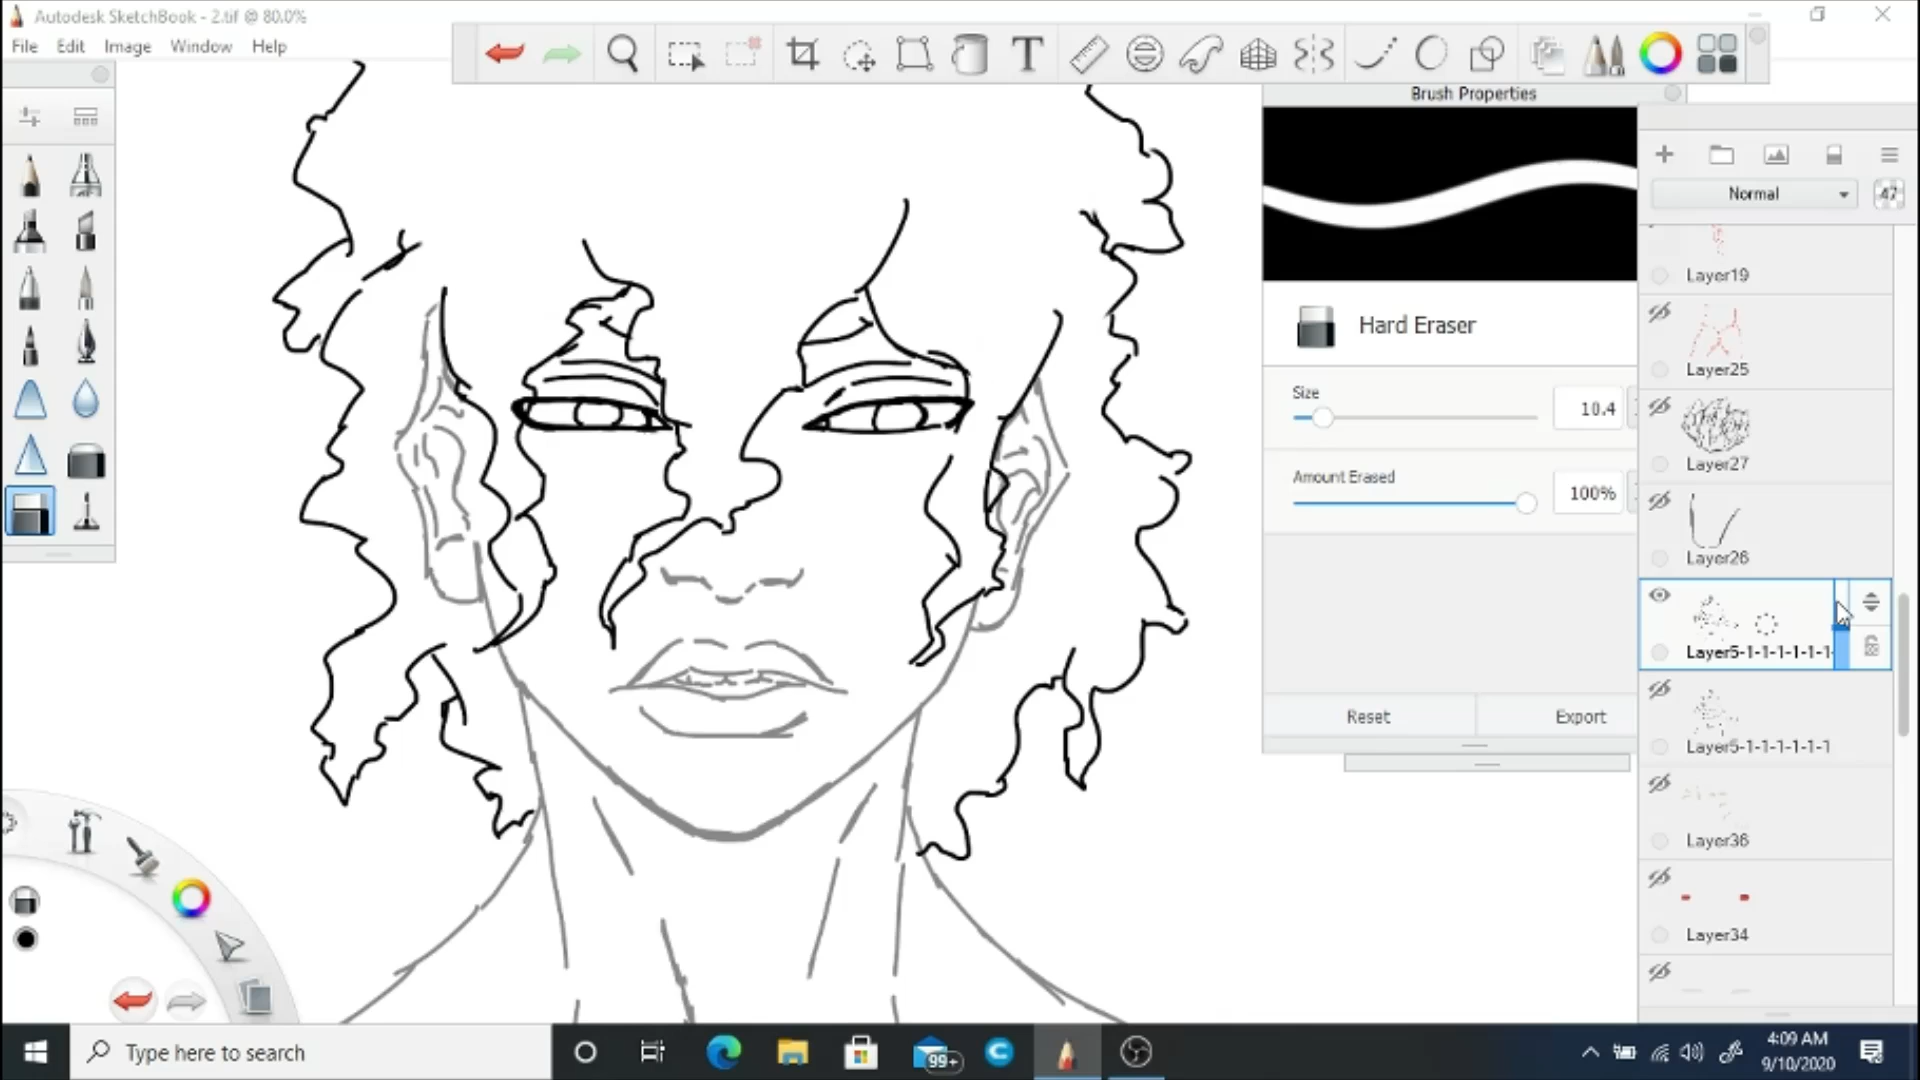 Autodesk SketchBook - 2.tif @ 80.0%
File Edit Image Window Help
T
Brush Properties
Normal
47
Layer19
Hard Eraser
Layer25
Size
10.4
Layer27
Amount Erased
100%
Layer26
Layer5-1-1-1-1-1-1-
Reset
Export
Layer5-1-1-1-1-1-1
Layer36
Layer34
Type here to search
99+
4:09 AM
9/10/2020